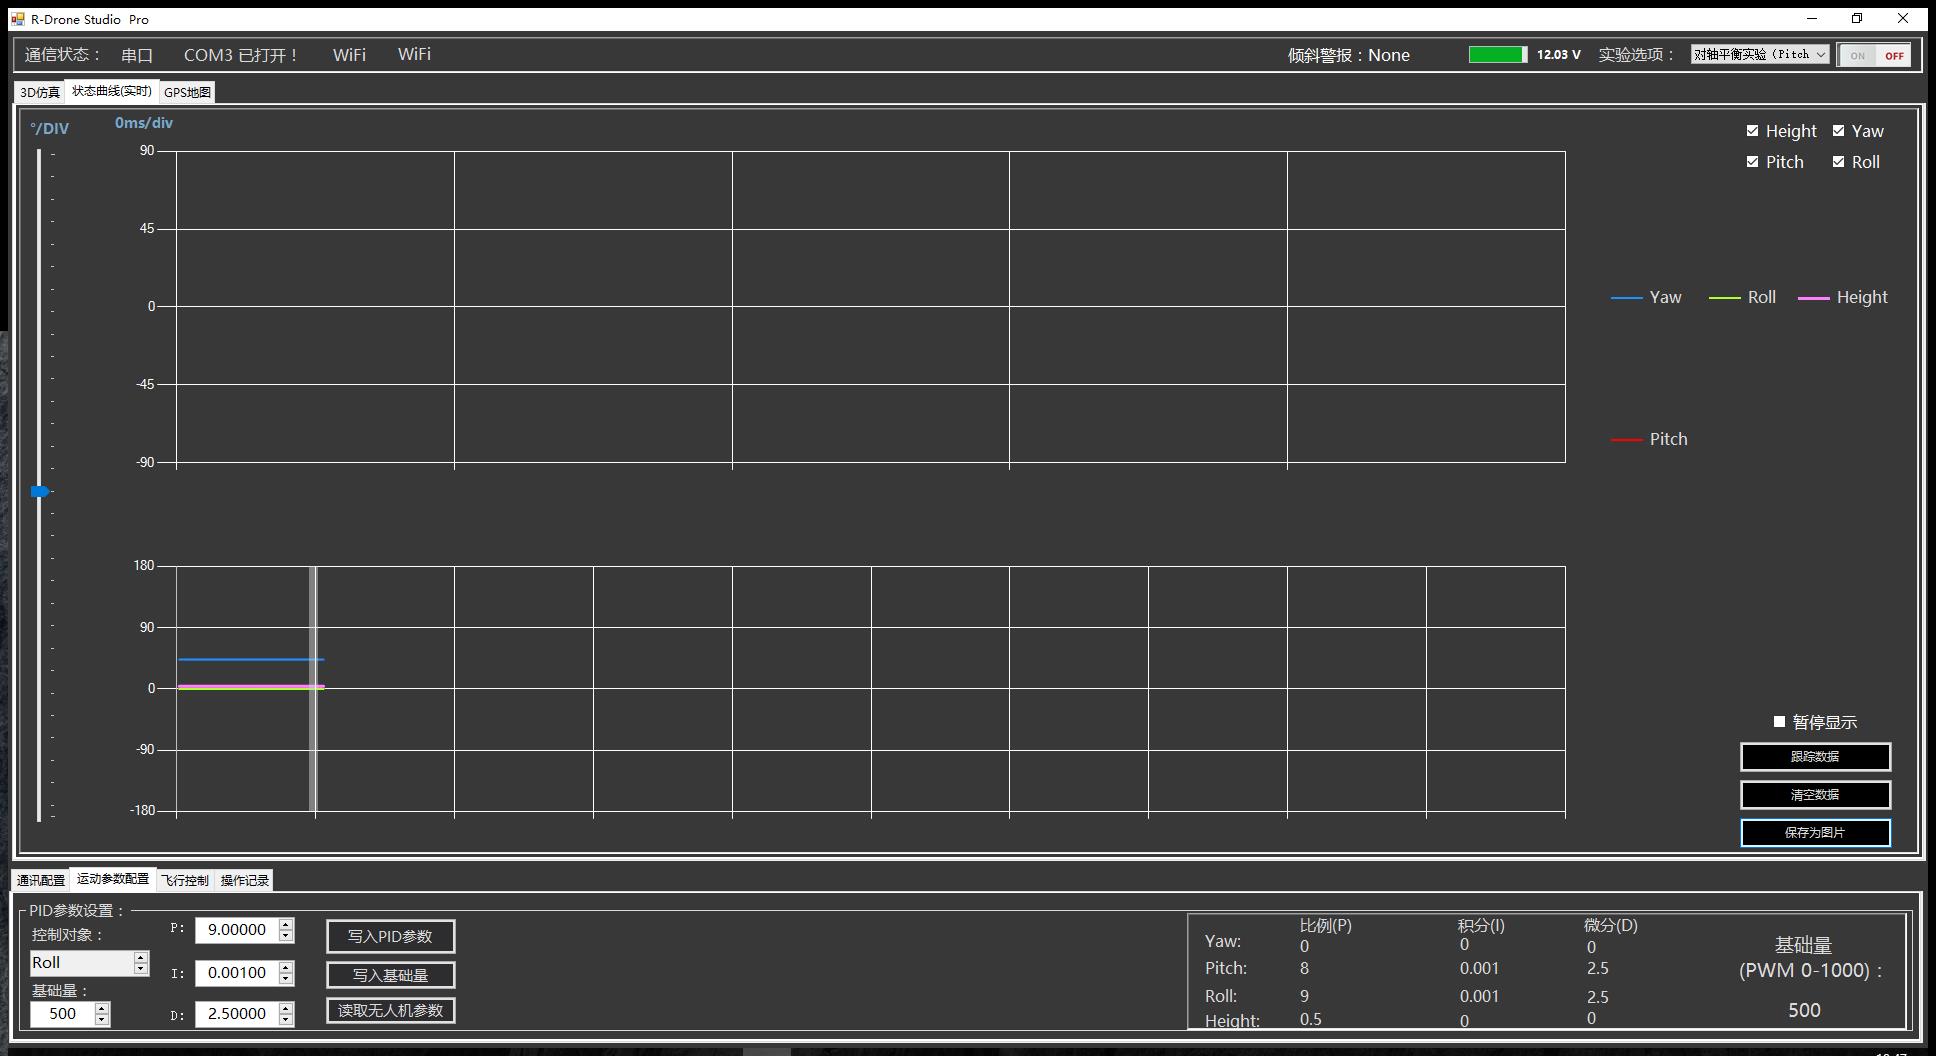 R-Drone Studio Pro
通信状态： 串口 COM3 已打开！ WiFi WiFi 倾斜警报：None 12.03 V 实验选项： 对轴平衡实验（Pitch ON OFF
3D仿真 状态曲线(实时) GPS地图
°/DIV 0ms/div
Height Yaw
Pitch Roll
90
45
0
-45
-90
Yaw Roll Height
Pitch
180
90
0
-90
-180
暂停显示
跟踪数据
清空数据
保存为图片
通讯配置 运动参数配置 飞行控制 操作记录
PID参数设置：
控制对象：
Roll
基础量：
500
P: 9.00000
I: 0.00100
D: 2.50000
写入PID参数
写入基础量
读取无人机参数
比例(P) 积分(I) 微分(D)
Yaw: 0 0 0
Pitch: 8 0.001 2.5
Roll: 9 0.001 2.5
Height: 0.5 0 0
基础量
(PWM 0-1000)：
500